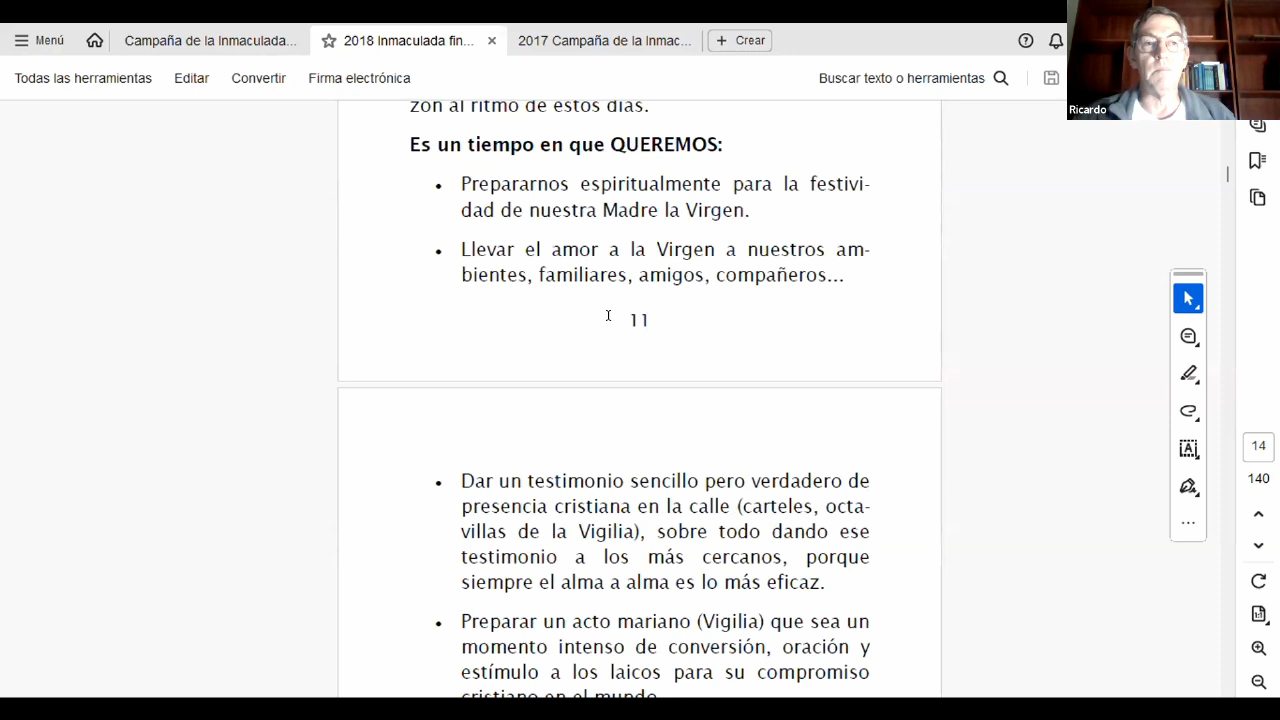 Menú
Campaña de la Inmaculada...
2018 Inmaculada fin...
2017 Campaña de la Inmac...
Crear
Todas las herramientas
Editar
Convertir
Firma electrónica
Buscar texto o herramientas
Ricardo
zón al ritmo de estos días.
Es un tiempo en que QUEREMOS:
• Prepararnos espiritualmente para la festivi-
dad de nuestra Madre la Virgen.
• Llevar el amor a la Virgen a nuestros am-
bientes, familiares, amigos, compañeros...
11
• Dar un testimonio sencillo pero verdadero de
presencia cristiana en la calle (carteles, octa-
villas de la Vigilia), sobre todo dando ese
testimonio a los más cercanos, porque
siempre el alma a alma es lo más eficaz.
• Preparar un acto mariano (Vigilia) que sea un
momento intenso de conversión, oración y
estímulo a los laicos para su compromiso
cristiano en el mundo
14
140